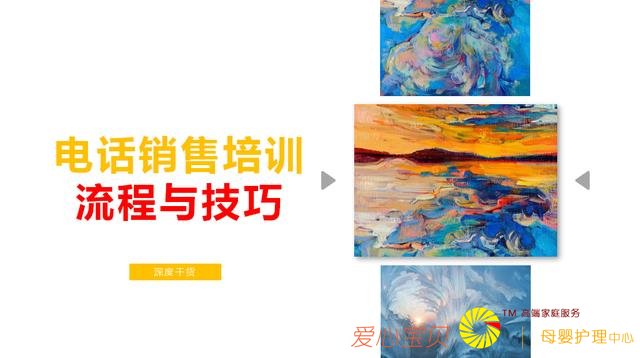 电话销售培训
流程与技巧
深度干货
TM 高端家庭服务
爱心宝贝
母婴护理中心